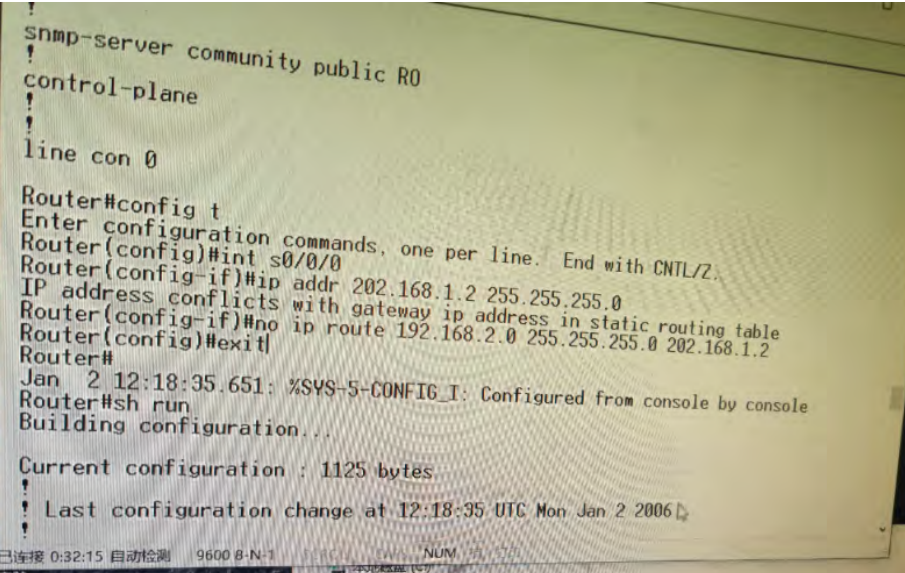 !
snmp-server community public RO
!
control-plane
!
!
line con 0
Router#config t
Enter configuration commands, one per line.  End with CNTL/Z.
Router(config)#int s0/0/0
Router(config-if)#ip addr 202.168.1.2 255.255.255.0
IP address conflicts with gateway ip address in static routing table
Router(config-if)#no ip route 192.168.2.0 255.255.255.0 202.168.1.2
Router(config)#exit
Router#
Jan  2 12:18:35.651: %SYS-5-CONFIG_I: Configured from console by console
Router#sh run
Building configuration...
Current configuration : 1125 bytes
!
! Last configuration change at 12:18:35 UTC Mon Jan 2 2006
!
已连接 0:32:15 自动检测 9600 8-N-1 NUM